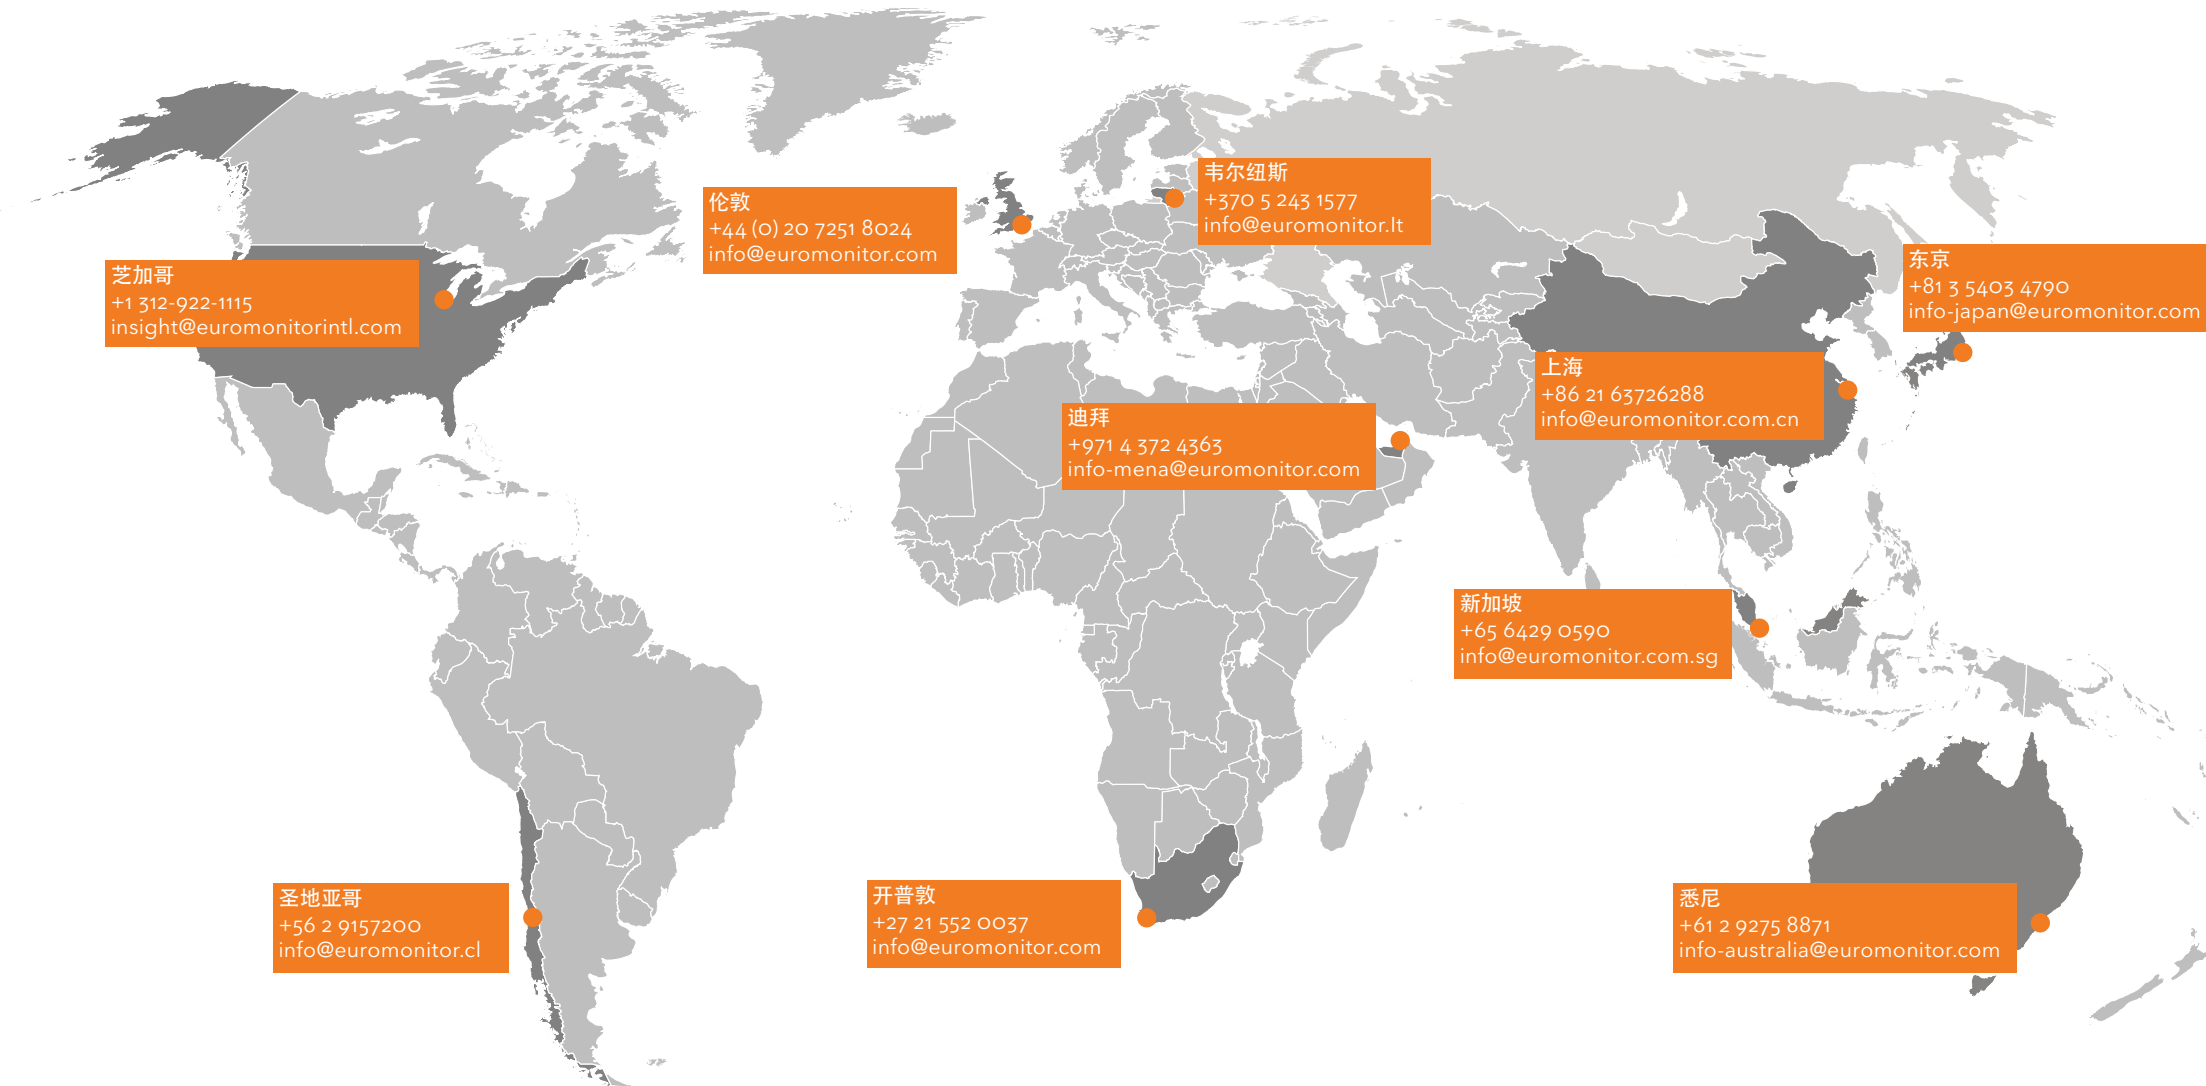 韦尔纽斯
+370 5 243 1577
info@euromonitor.lt
伦敦
+44 (0) 20 7251 8024
info@euromonitor.com
东京
+81 3 5403 4790
info-japan@euromonitor.com
芝加哥
+1 312-922-1115
insight@euromonitorintl.com
上海
+86 21 63726288
info@euromonitor.com.cn
迪拜
+971 4 372 4363
info-mena@euromonitor.com
新加坡
+65 6429 0590
info@euromonitor.com.sg
圣地亚哥
+56 2 9157200
info@euromonitor.cl
开普敦
+27 21 552 0037
info@euromonitor.com
悉尼
+61 2 9275 8871
info-australia@euromonitor.com